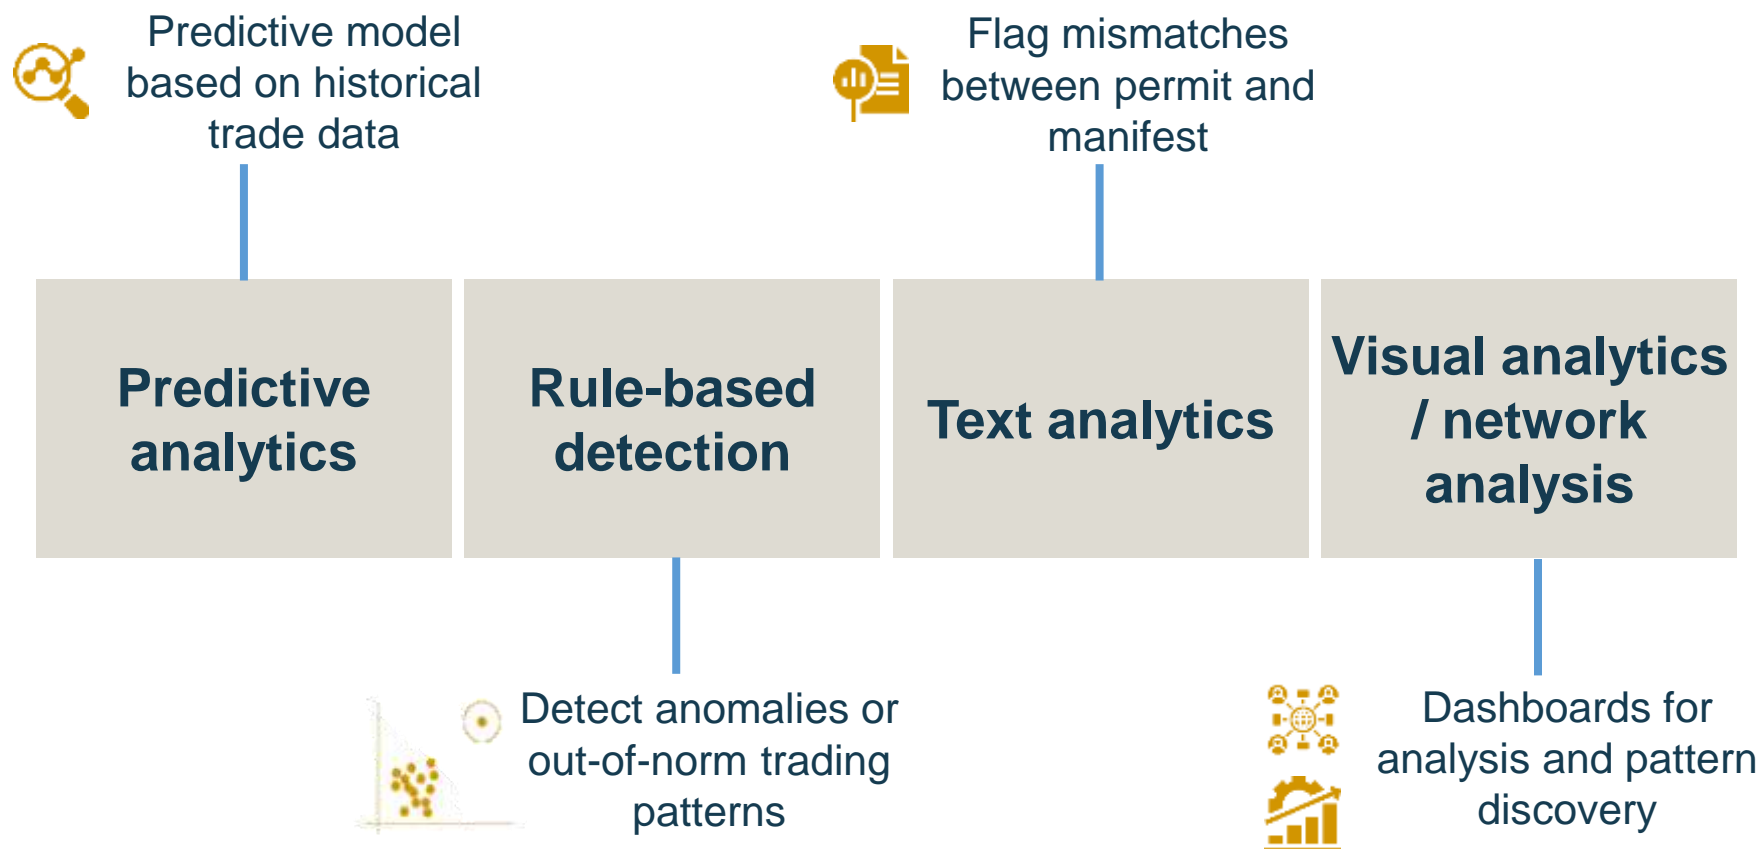 Predictive model
based on historical
trade data
Flag mismatches
between permit and
manifest
Predictive
analytics
Rule-based
detection
Text analytics
Visual analytics
/ network
analysis
Detect anomalies or
out-of-norm trading
patterns
Dashboards for
analysis and pattern
discovery